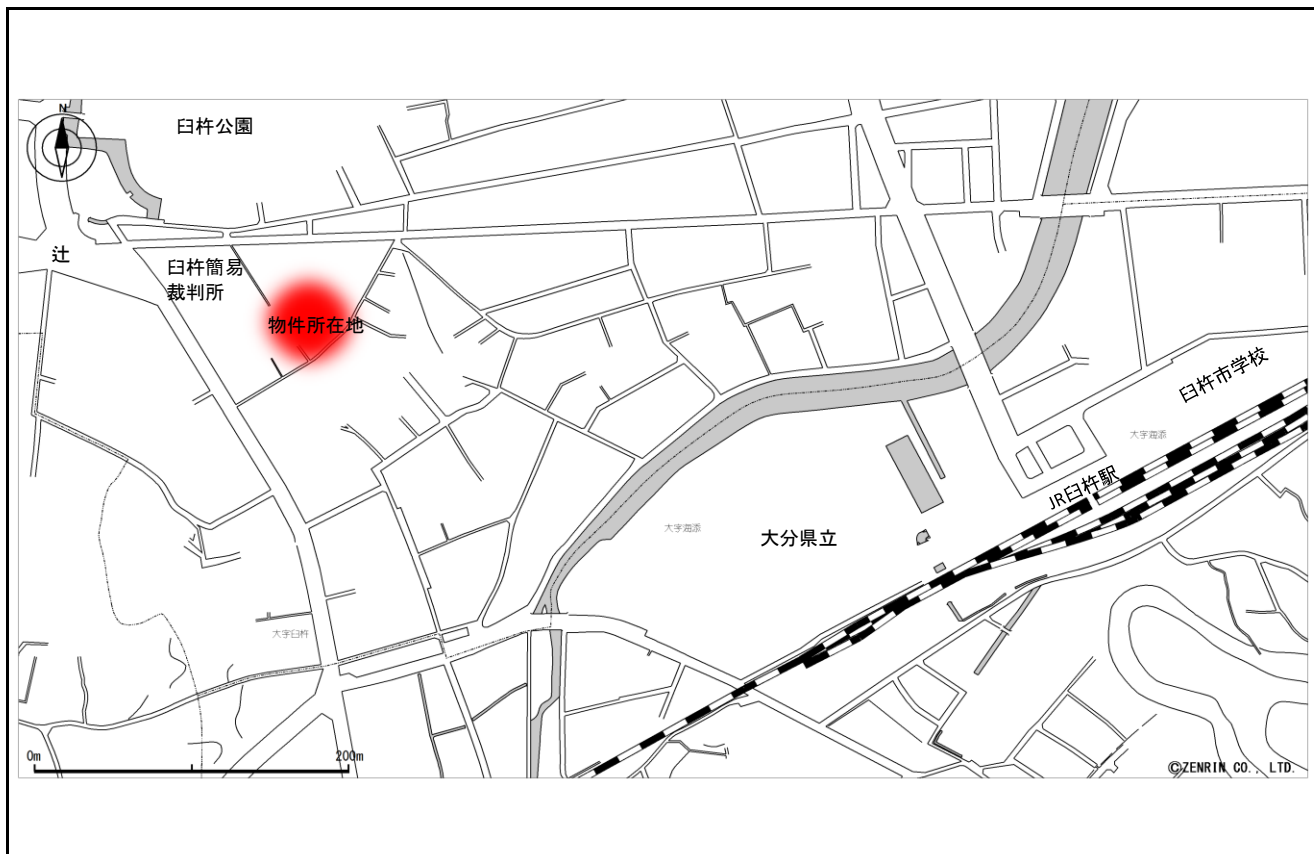 N
臼杵公園
辻
臼杵簡易
裁判所
物件所在地
臼杵市学校
大字海添
JR臼杵駅
大字海添
大分県立
大字臼杵
0m
200m
©ZENRIN CO., LTD.